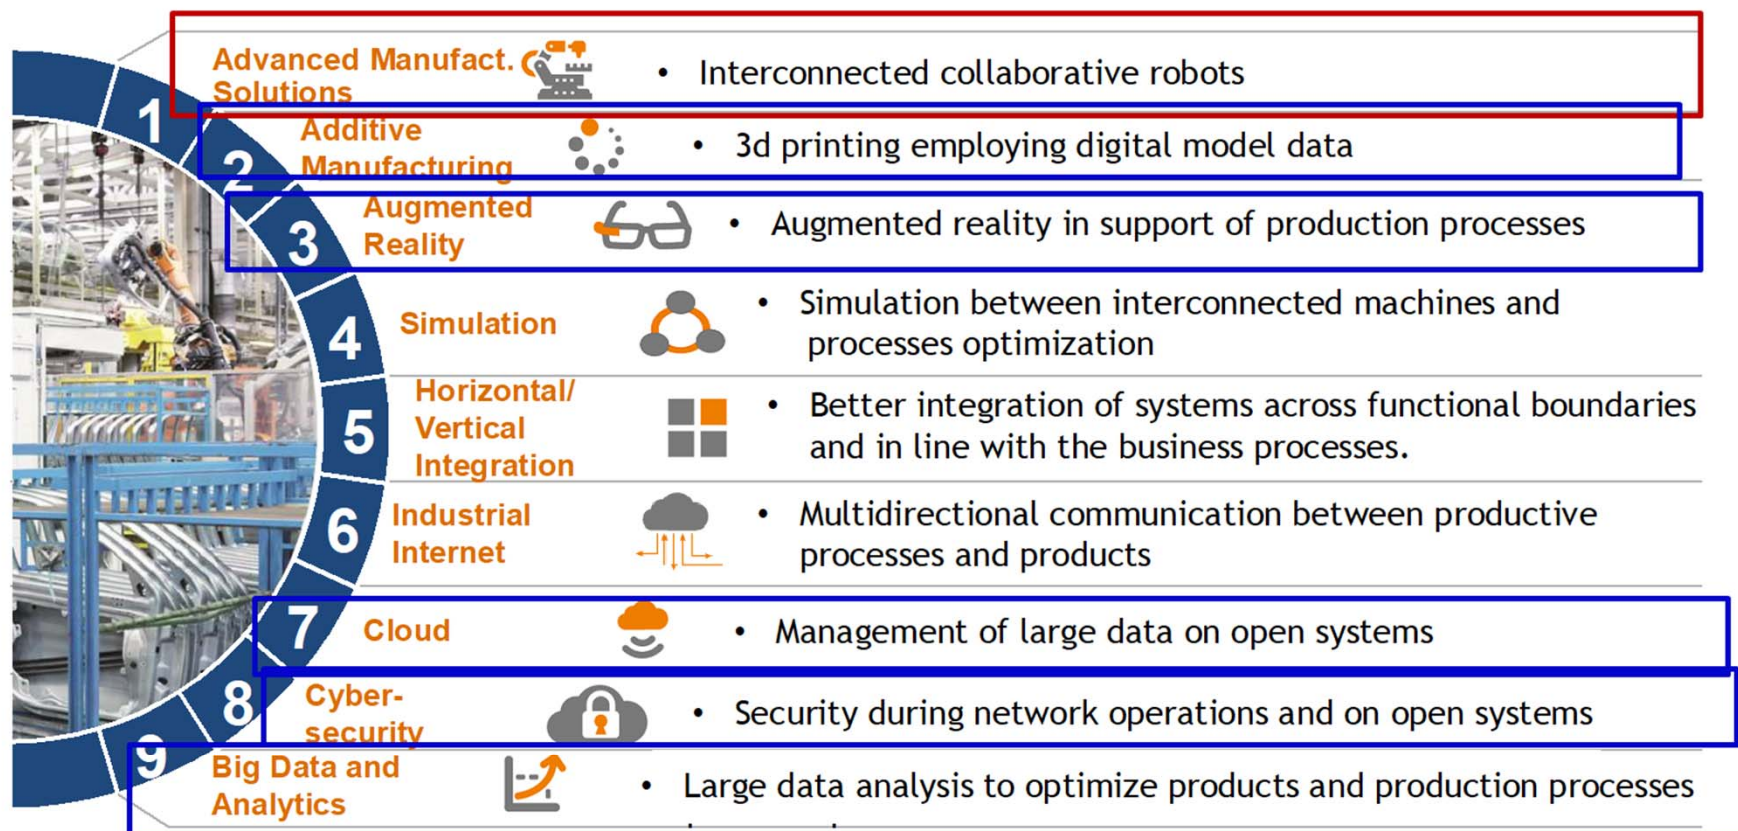 1
Advanced Manufact.
Solutions
• Interconnected collaborative robots
2
Additive
Manufacturing
• 3d printing employing digital model data
3
Augmented
Reality
• Augmented reality in support of production processes
4
Simulation
• Simulation between interconnected machines and
processes optimization
5
Horizontal/
Vertical
Integration
• Better integration of systems across functional boundaries
and in line with the business processes.
6
Industrial
Internet
• Multidirectional communication between productive
processes and products
7
Cloud
• Management of large data on open systems
8
Cyber-
security
• Security during network operations and on open systems
9
Big Data and
Analytics
• Large data analysis to optimize products and production processes